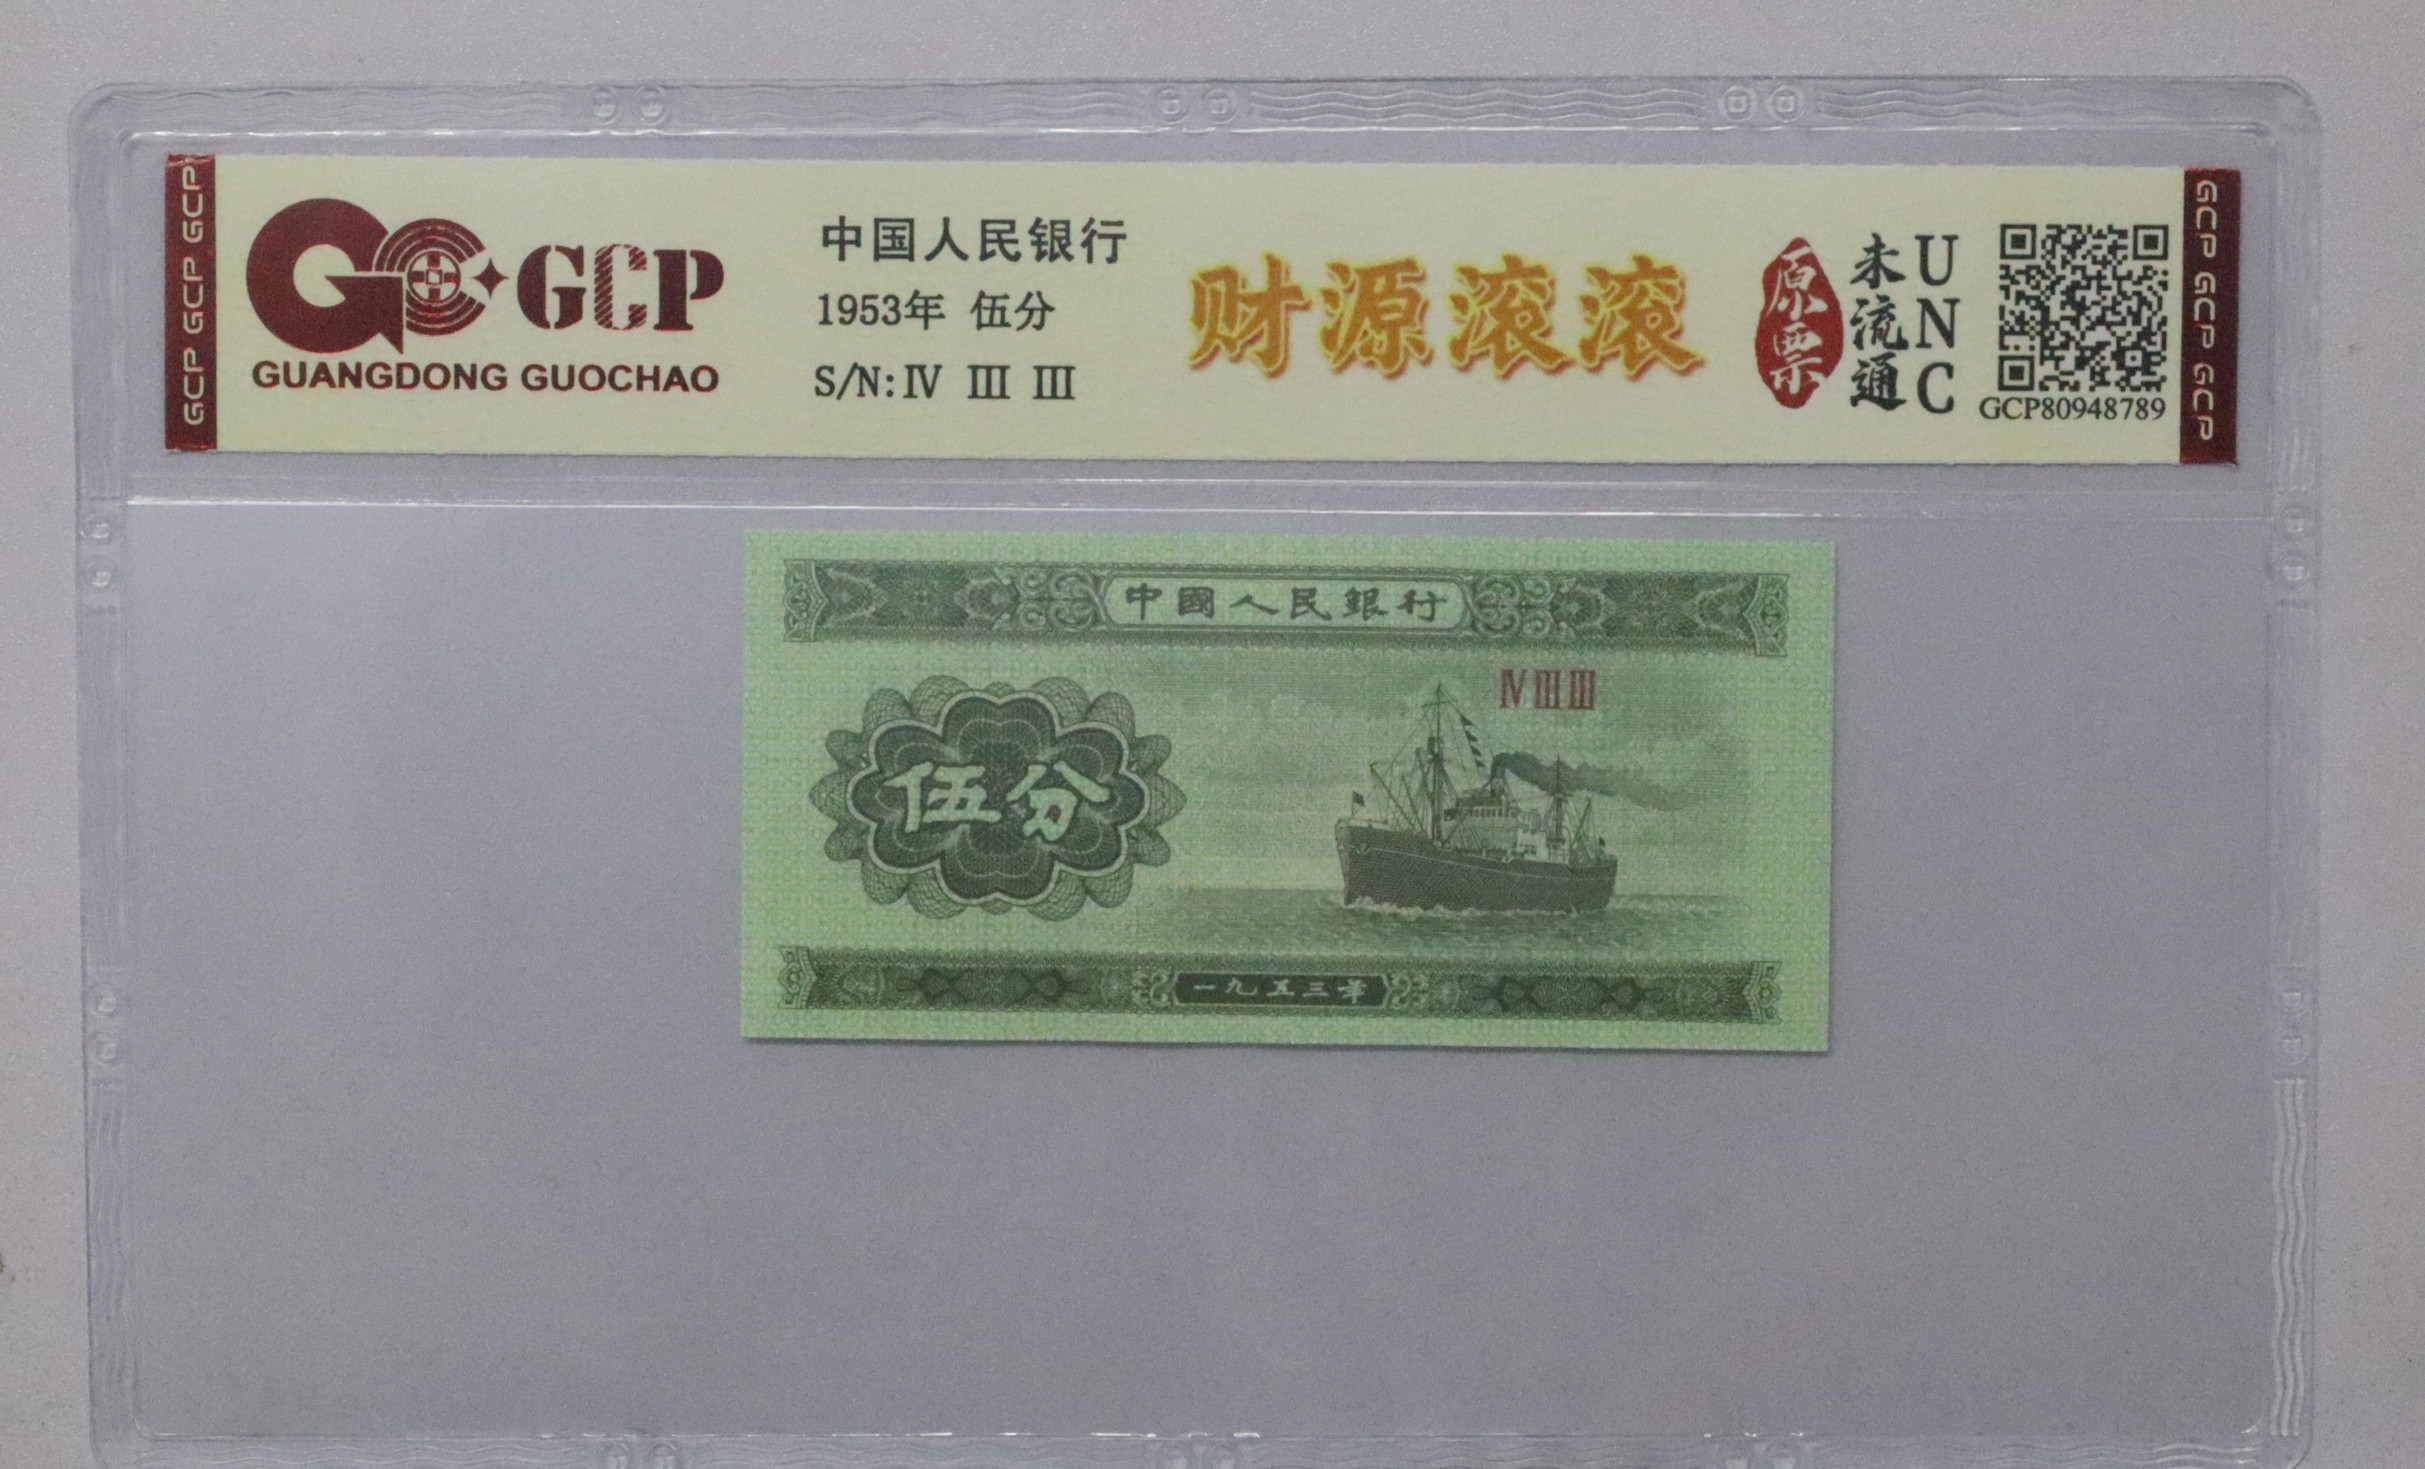 GCP GCP GCP
GCP
GUANGDONG GUOCHAO
中国人民银行
1953年 伍分
S/N: IV III III
财源滚滚
原票
未流通
UNC
GCP80948789
GCP GCP GCP
中國人民銀行
IV III III
伍分
一九五三年